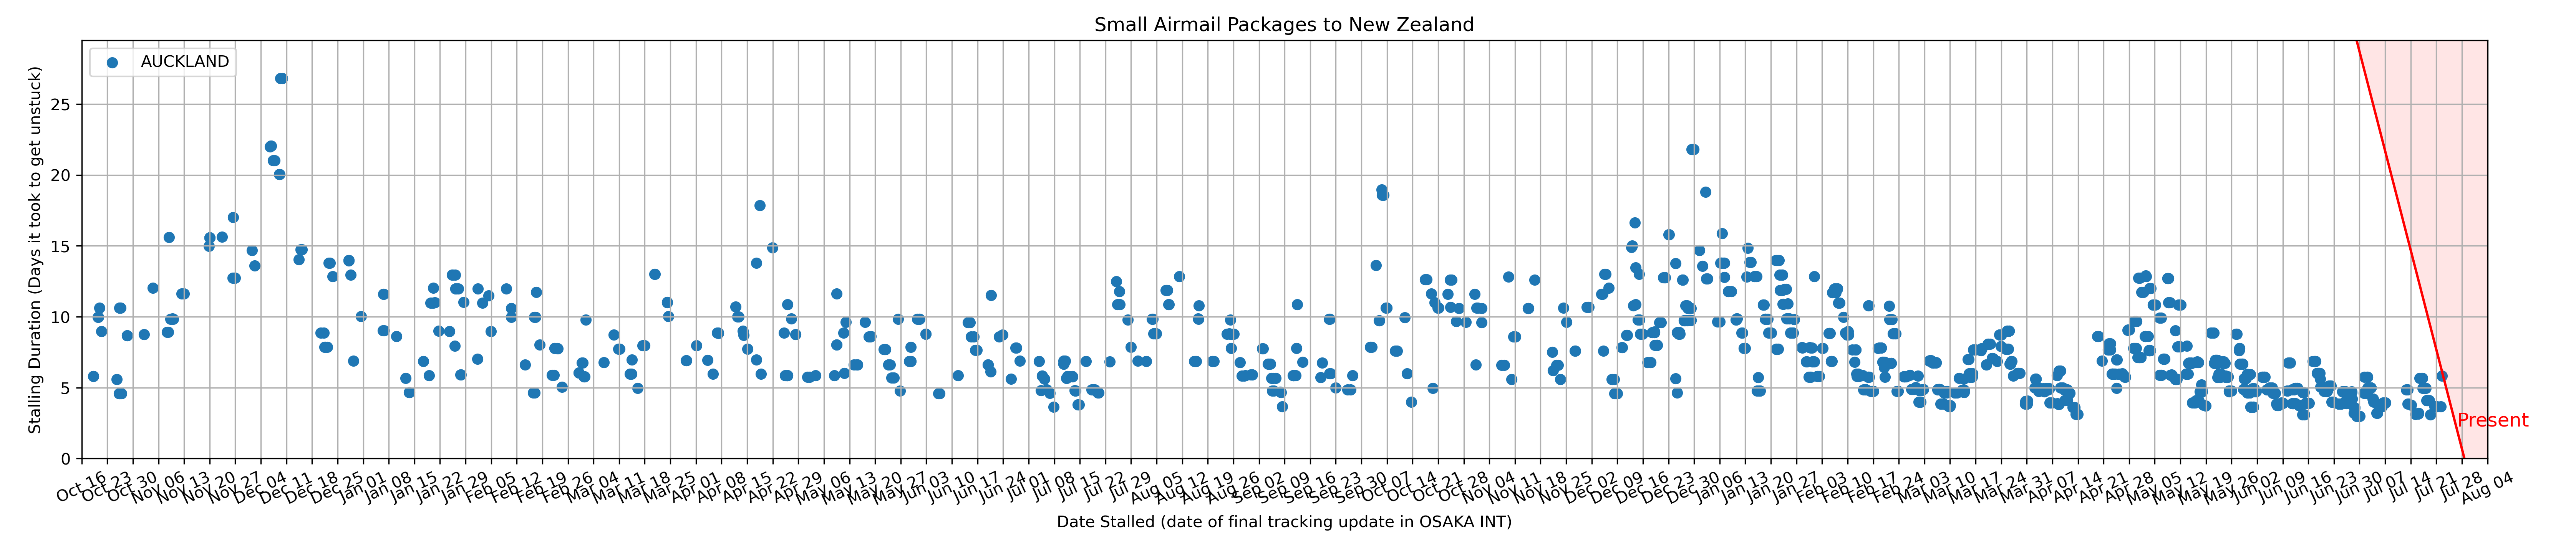 Small Airmail Packages to New Zealand
AUCKLAND
Stalling Duration (Days it took to get unstuck)
25
20
15
10
5
0
Present
Oct 16
Oct 23
Oct 30
Nov 06
Nov 13
Nov 20
Nov 27
Dec 04
Dec 11
Dec 18
Dec 25
Jan 01
Jan 08
Jan 15
Jan 22
Jan 29
Feb 05
Feb 12
Feb 19
Feb 26
Mar 04
Mar 11
Mar 18
Mar 25
Apr 01
Apr 08
Apr 15
Apr 22
Apr 29
May 06
May 13
May 20
May 27
Jun 03
Jun 10
Jun 17
Jun 24
Jul 01
Jul 08
Jul 15
Jul 22
Jul 29
Aug 05
Aug 12
Aug 19
Aug 26
Sep 02
Sep 09
Sep 16
Sep 23
Sep 30
Oct 07
Oct 14
Oct 21
Oct 28
Nov 04
Nov 11
Nov 18
Nov 25
Dec 02
Dec 09
Dec 16
Dec 23
Dec 30
Jan 06
Jan 13
Jan 20
Jan 27
Feb 03
Feb 10
Feb 17
Feb 24
Mar 03
Mar 10
Mar 17
Mar 24
Mar 31
Apr 07
Apr 14
Apr 21
Apr 28
May 05
May 12
May 19
May 26
Jun 02
Jun 09
Jun 16
Jun 23
Jun 30
Jul 07
Jul 14
Jul 21
Jul 28
Aug 04
Date Stalled (date of final tracking update in OSAKA INT)